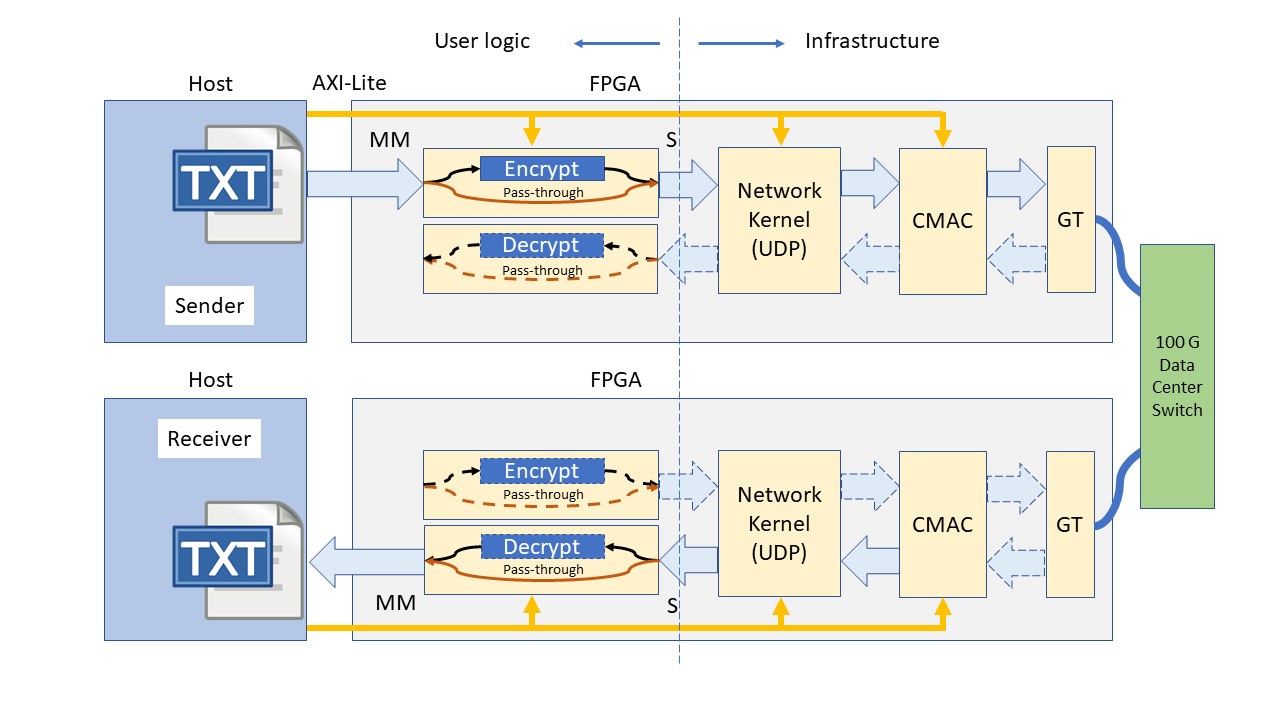 User logic
Infrastructure
Host
AXI-Lite
FPGA
MM
S
TXT
Encrypt
Pass-through
Decrypt
Pass-through
Network
Kernel
(UDP)
CMAC
GT
Sender
100 G
Data
Center
Switch
Host
FPGA
Receiver
TXT
Encrypt
Pass-through
Decrypt
Pass-through
Network
Kernel
(UDP)
CMAC
GT
MM
S